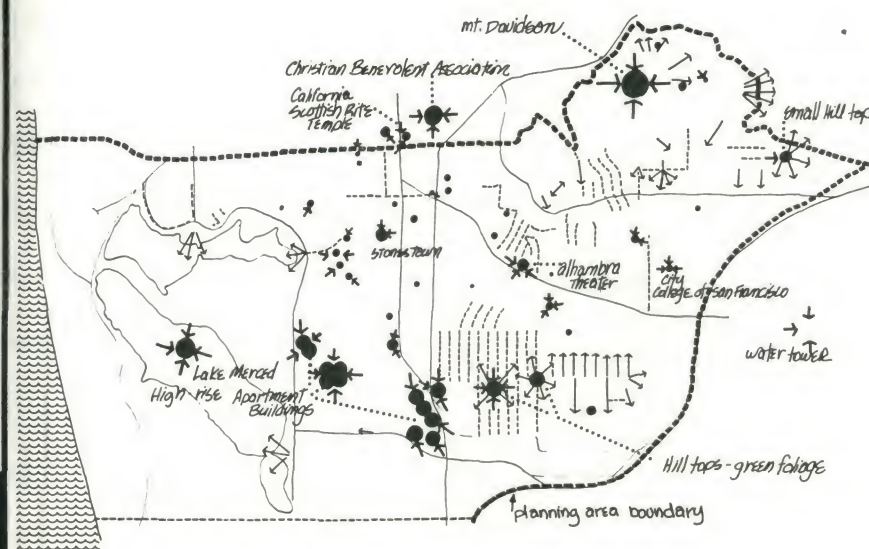 mt. Davidson
Christian Benevolent Association
California
Scottish Rite
Temple
Small Hill top
Stonestown
alhambra
theater
City
College of San Francisco
water tower
Lake Merced
High rise Apartment
Buildings
Hill tops - green foliage
planning area boundary